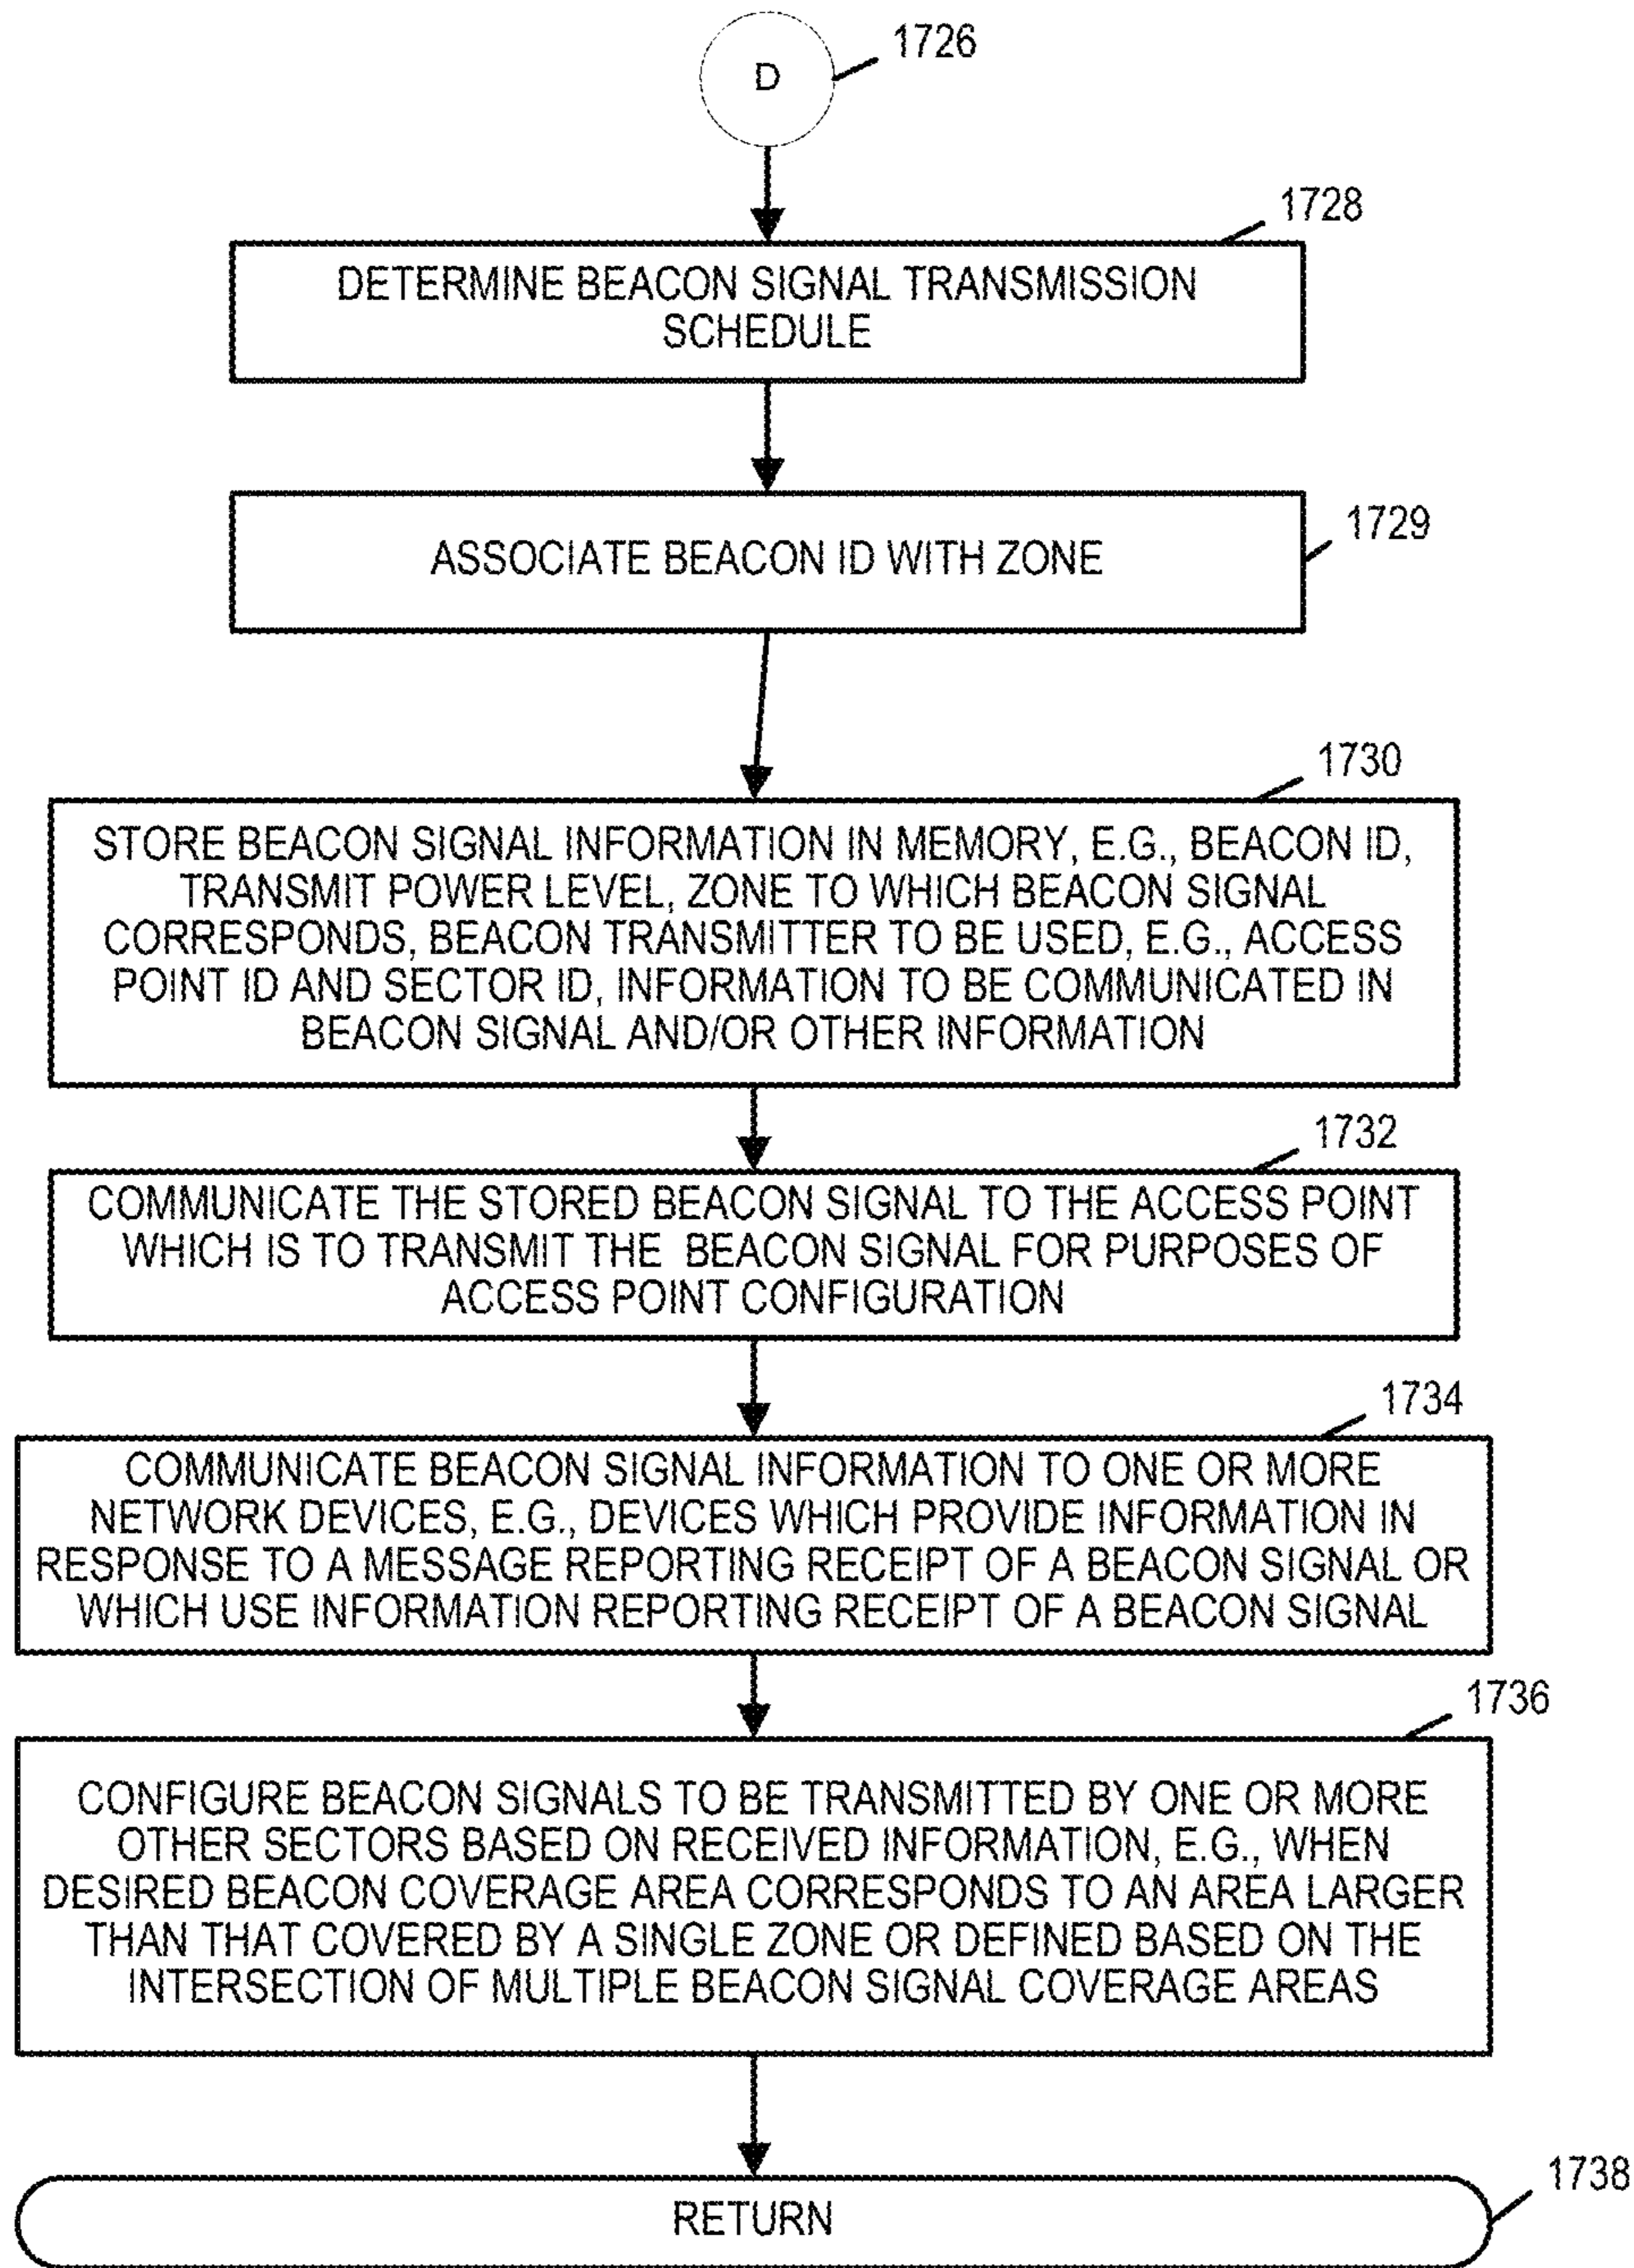 D
1726
1728
DETERMINE BEACON SIGNAL TRANSMISSION
SCHEDULE
1729
ASSOCIATE BEACON ID WITH ZONE
1730
STORE BEACON SIGNAL INFORMATION IN MEMORY, E.G., BEACON ID,
TRANSMIT POWER LEVEL, ZONE TO WHICH BEACON SIGNAL
CORRESPONDS, BEACON TRANSMITTER TO BE USED, E.G., ACCESS
POINT ID AND SECTOR ID, INFORMATION TO BE COMMUNICATED IN
BEACON SIGNAL AND/OR OTHER INFORMATION
1732
COMMUNICATE THE STORED BEACON SIGNAL TO THE ACCESS POINT
WHICH IS TO TRANSMIT THE BEACON SIGNAL FOR PURPOSES OF
ACCESS POINT CONFIGURATION
1734
COMMUNICATE BEACON SIGNAL INFORMATION TO ONE OR MORE
NETWORK DEVICES, E.G., DEVICES WHICH PROVIDE INFORMATION IN
RESPONSE TO A MESSAGE REPORTING RECEIPT OF A BEACON SIGNAL OR
WHICH USE INFORMATION REPORTING RECEIPT OF A BEACON SIGNAL
1736
CONFIGURE BEACON SIGNALS TO BE TRANSMITTED BY ONE OR MORE
OTHER SECTORS BASED ON RECEIVED INFORMATION, E.G., WHEN
DESIRED BEACON COVERAGE AREA CORRESPONDS TO AN AREA LARGER
THAN THAT COVERED BY A SINGLE ZONE OR DEFINED BASED ON THE
INTERSECTION OF MULTIPLE BEACON SIGNAL COVERAGE AREAS
1738
RETURN